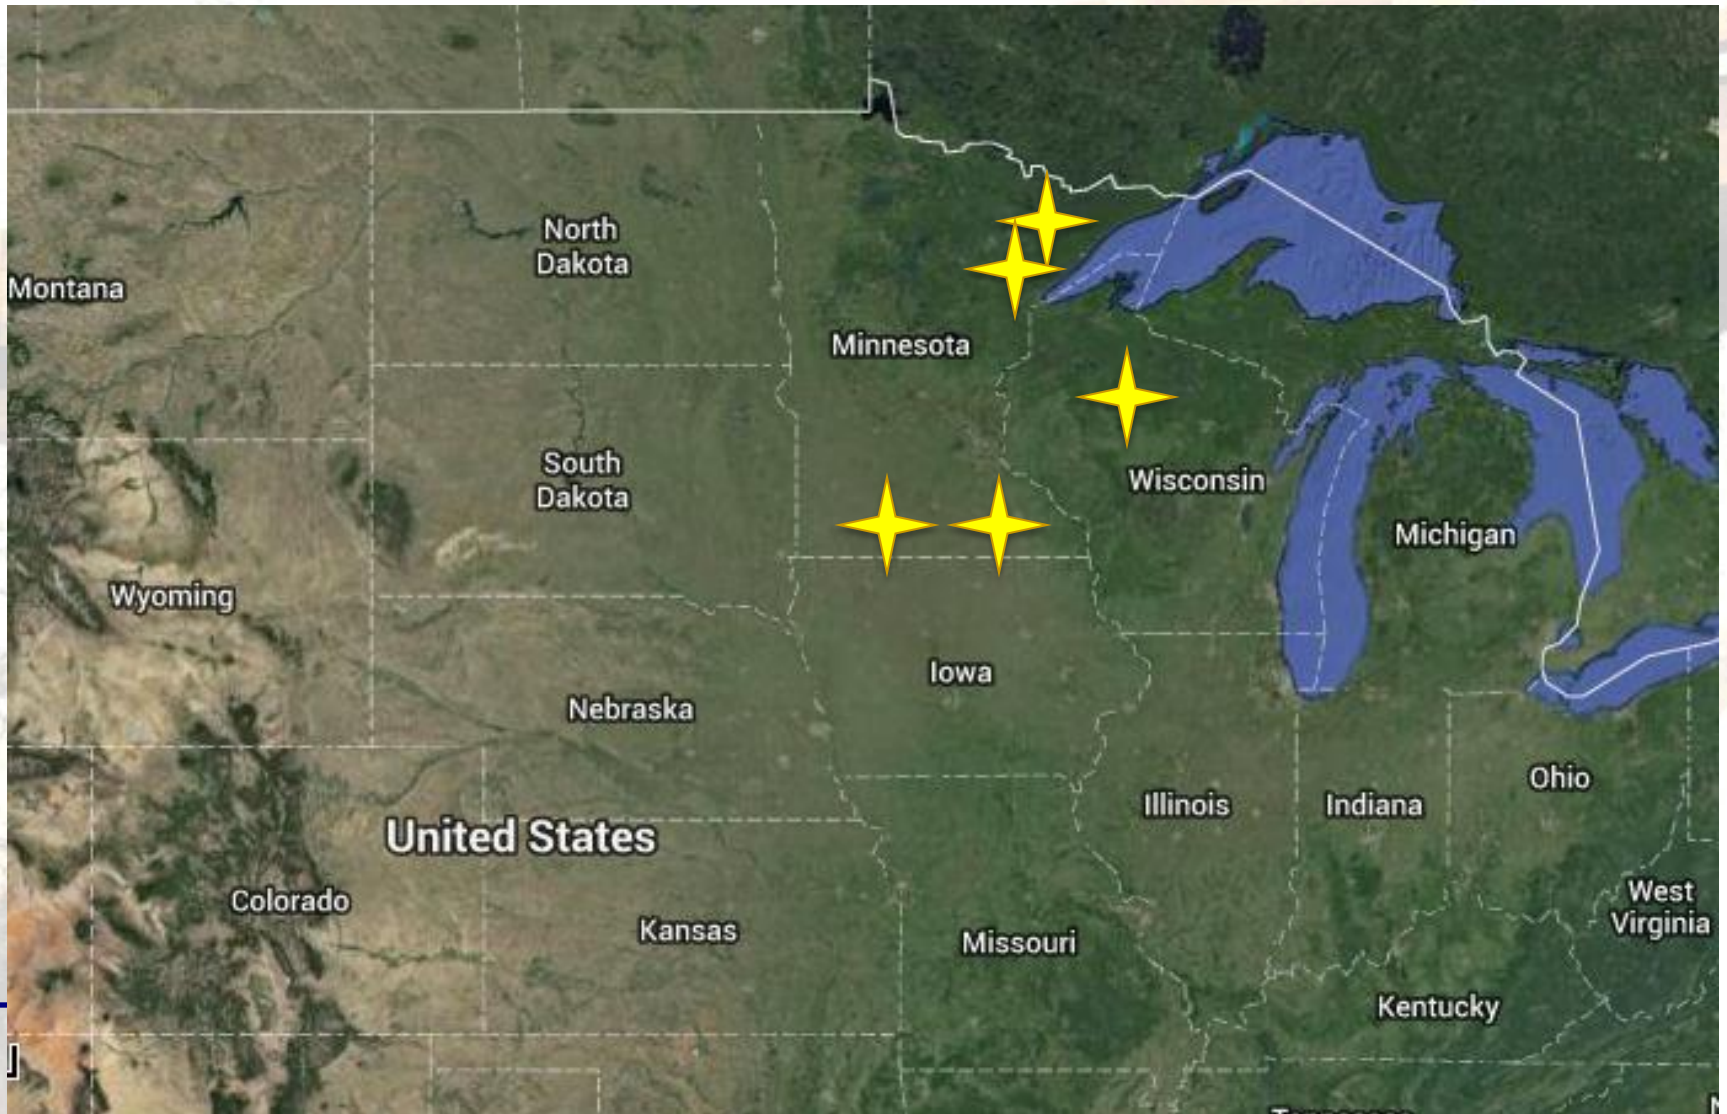 North
Dakota
Montana
Minnesota
South
Dakota
Wisconsin
Michigan
Wyoming
Iowa
Nebraska
Ohio
Illinois
Indiana
United States
Colorado
West
Virginia
Kansas
Missouri
Kentucky